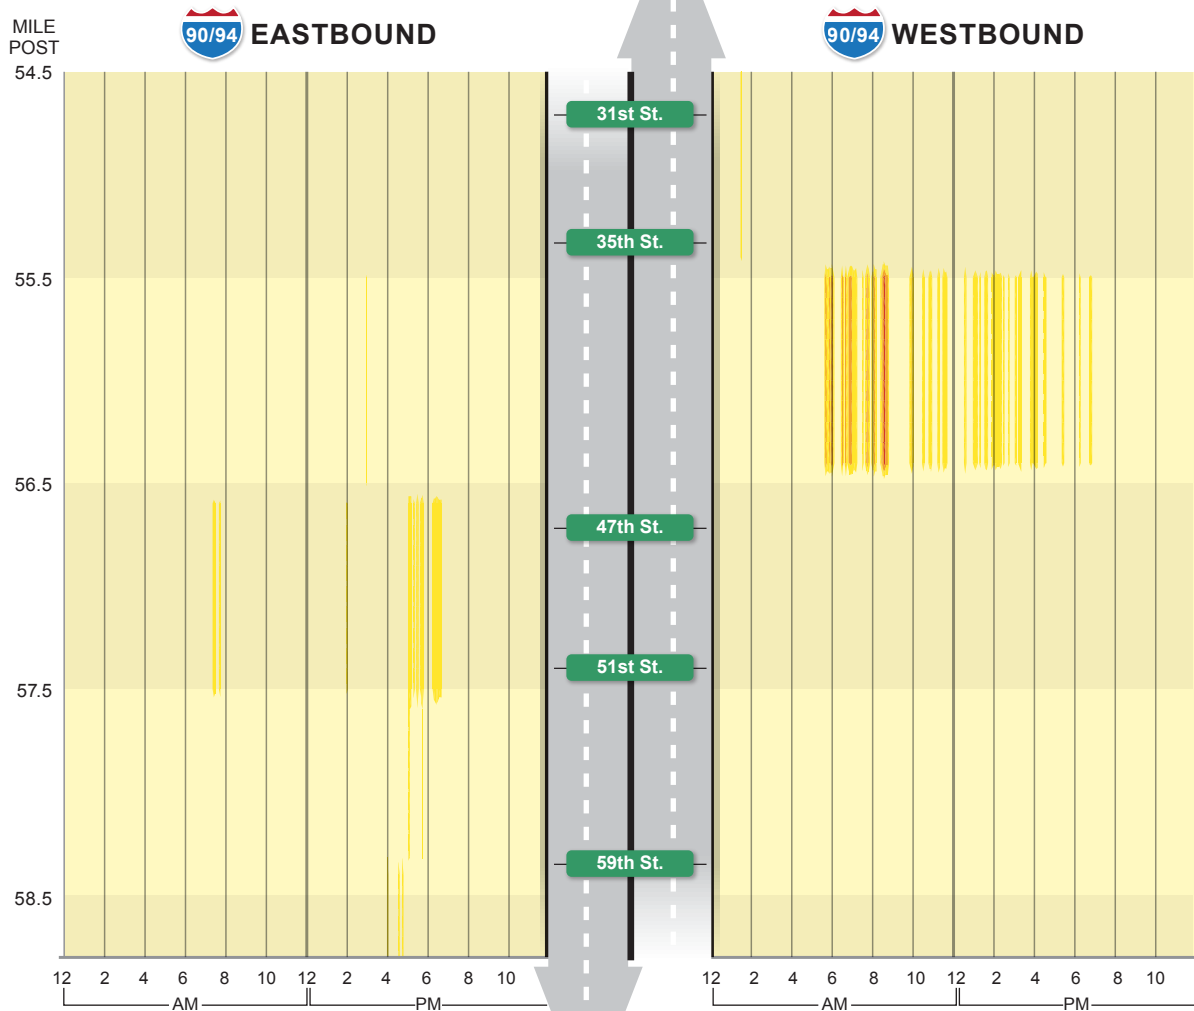 MILE
POST
90/94 EASTBOUND
90/94 WESTBOUND
54.5
31st St.
35th St.
55.5
56.5
47th St.
51st St.
57.5
59th St.
58.5
12 2 4 6 8 10 12 2 4 6 8 10
12 2 4 6 8 10 12 2 4 6 8 10
AM PM
AM PM